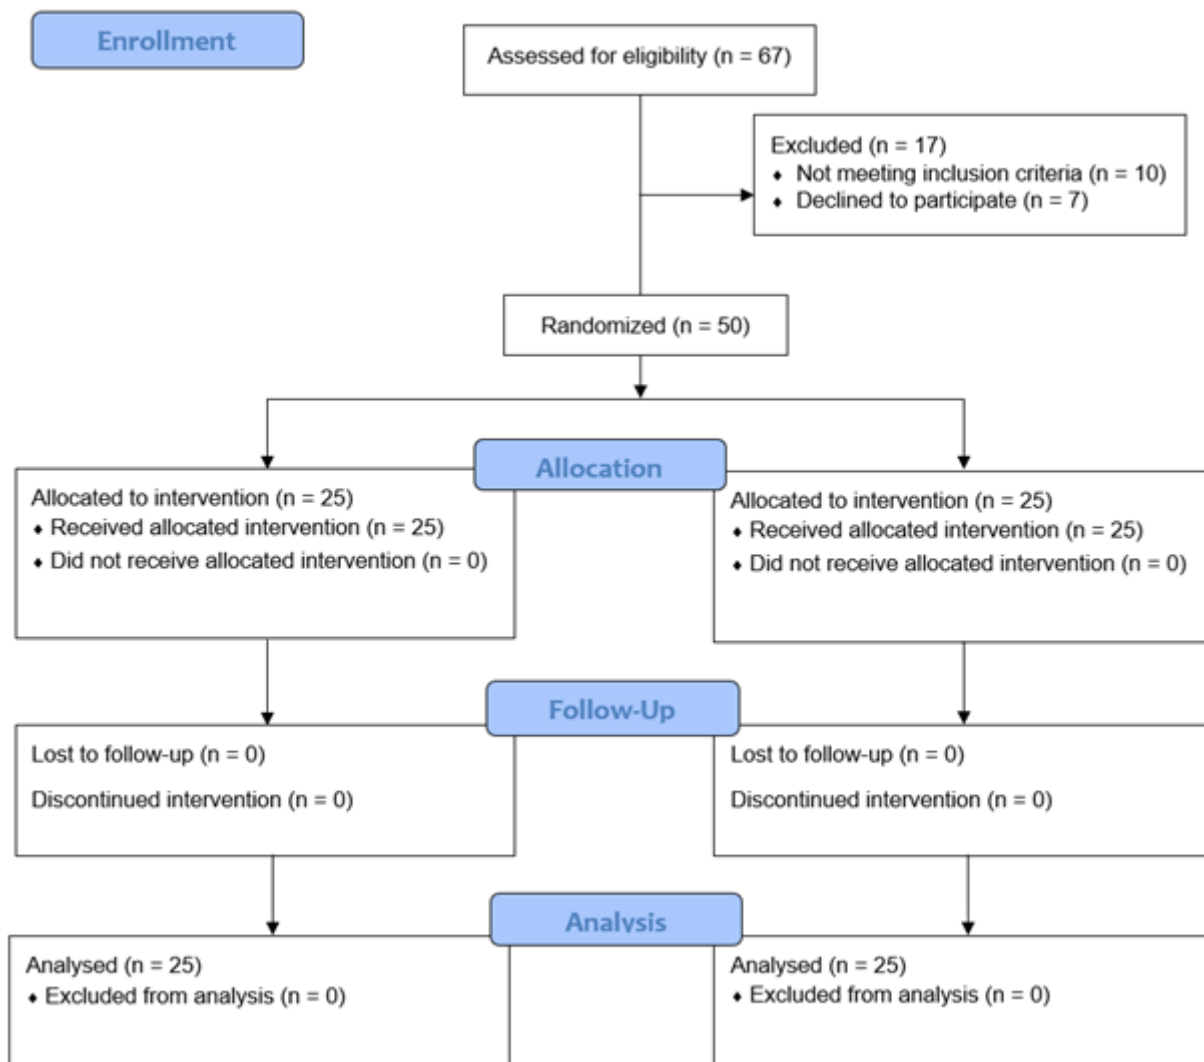 Enrollment
Assessed for eligibility (n = 67)
Excluded (n = 17)
♦ Not meeting inclusion criteria (n = 10)
♦ Declined to participate (n = 7)
Randomized (n = 50)
Allocation
Allocated to intervention (n = 25)
♦ Received allocated intervention (n = 25)
♦ Did not receive allocated intervention (n = 0)
Allocated to intervention (n = 25)
♦ Received allocated intervention (n = 25)
♦ Did not receive allocated intervention (n = 0)
Follow-Up
Lost to follow-up (n = 0)
Discontinued intervention (n = 0)
Lost to follow-up (n = 0)
Discontinued intervention (n = 0)
Analysis
Analysed (n = 25)
♦ Excluded from analysis (n = 0)
Analysed (n = 25)
♦ Excluded from analysis (n = 0)